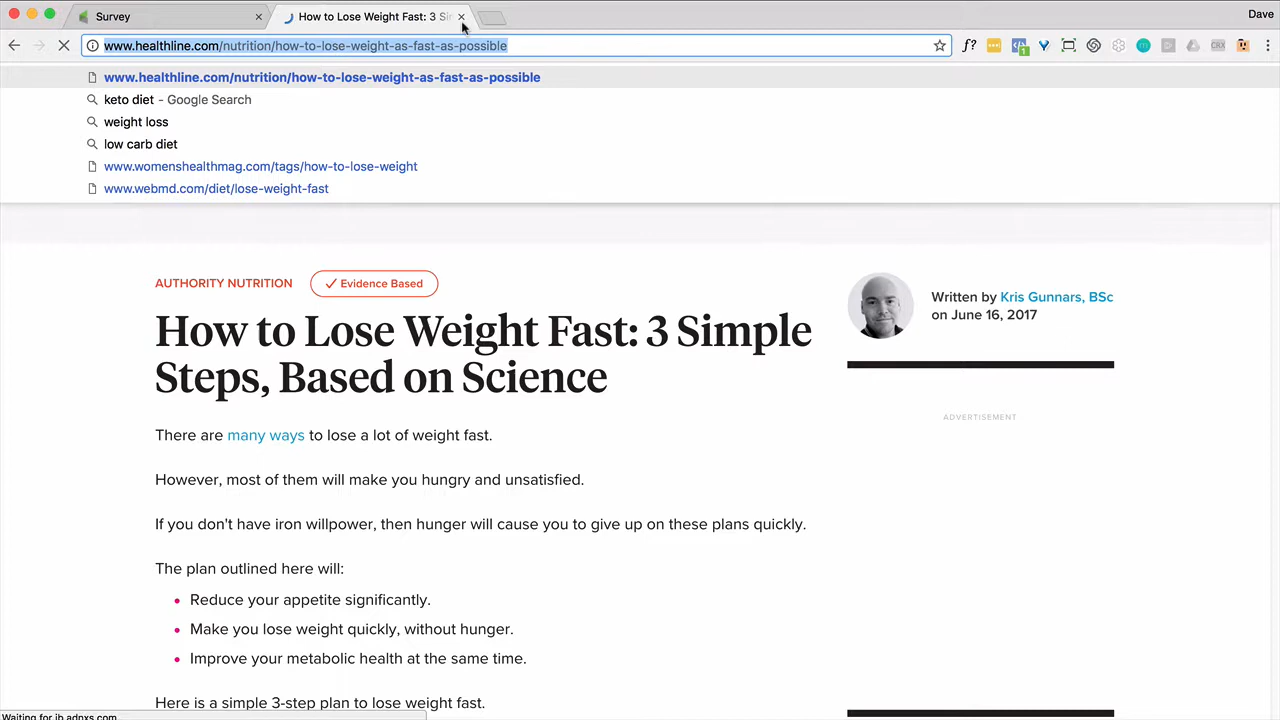 Survey
How to Lose Weight Fast: 3 Si
Dave
www.healthline.com/nutrition/how-to-lose-weight-as-fast-as-possible
f?
1
CRX
www.healthline.com/nutrition/how-to-lose-weight-as-fast-as-possible
keto diet - Google Search
weight loss
low carb diet
www.womenshealthmag.com/tags/how-to-lose-weight
www.webmd.com/diet/lose-weight-fast
AUTHORITY NUTRITION
Evidence Based
How to Lose Weight Fast: 3 Simple
Steps, Based on Science
Written by Kris Gunnars, BSc
on June 16, 2017
ADVERTISEMENT
There are many ways to lose a lot of weight fast.
However, most of them will make you hungry and unsatisfied.
If you don't have iron willpower, then hunger will cause you to give up on these plans quickly.
The plan outlined here will:
Reduce your appetite significantly.
Make you lose weight quickly, without hunger.
Improve your metabolic health at the same time.
Here is a simple 3-step plan to lose weight fast.
Waiting for ib.adnxs.com...